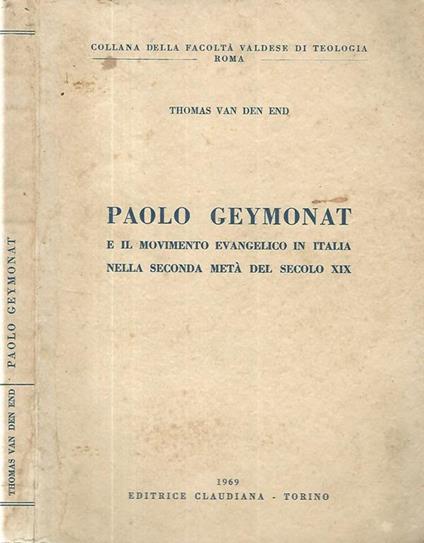 COLLANA DELLA FACOLTÀ VALDESE DI TEOLOGIA
ROMA
THOMAS VAN DEN END
PAOLO GEYMONAT
E IL MOVIMENTO EVANGELICO IN ITALIA
NELLA SECONDA METÀ DEL SECOLO XIX
1969
EDITRICE CLAUDIANA - TORINO
THOMAS VAN DEN END - PAOLO GEYMONAT